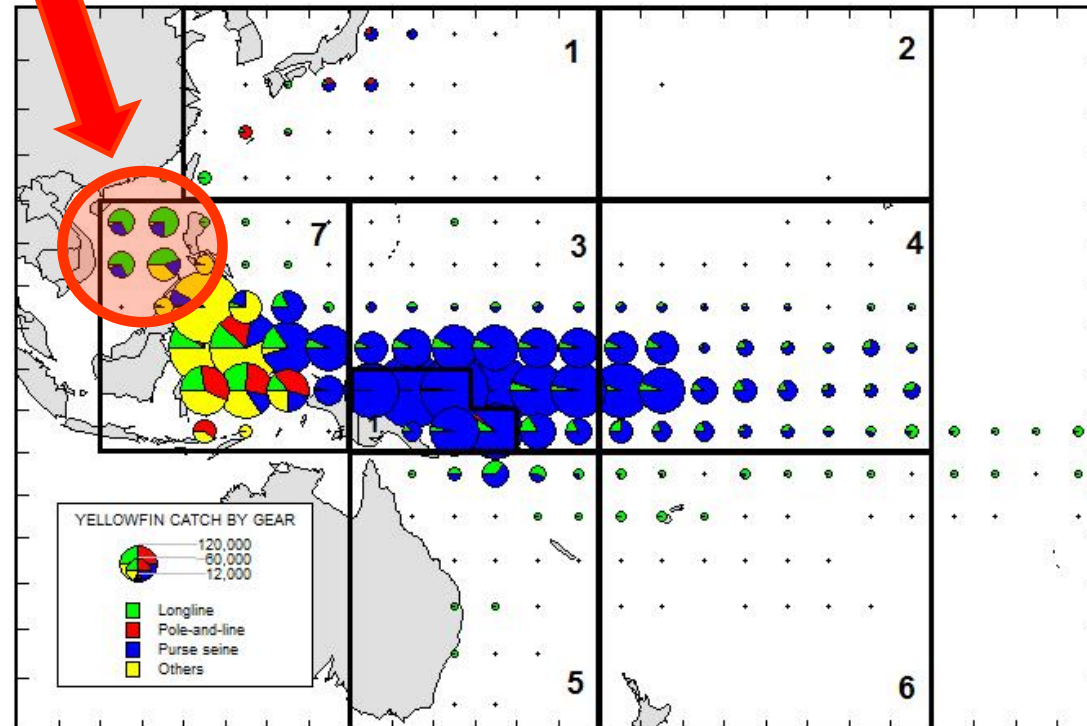 1
2
7
3
4
1
YELLOWFIN CATCH BY GEAR
120,000
60,000
12,000
Longline
Pole-and-line
Purse seine
Others
5
6